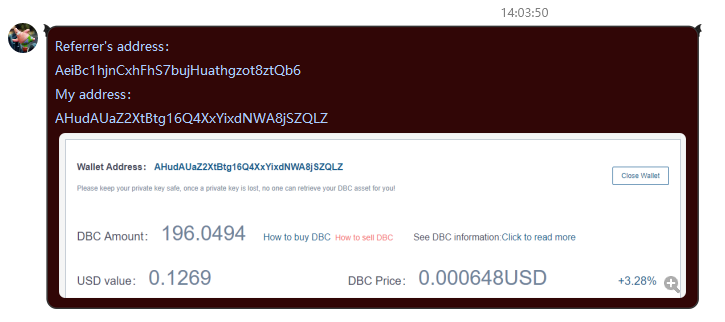 14:03:50
Referrer's address:
AeiBc1hjnCxhFhS7bujHuathgzot8ztQb6
My address:
AHudAUaZ2XtBtg16Q4XxYixdNWA8jSZQLZ
Wallet Address: AHudAUaZ2XtBtg16Q4XxYixdNWA8jSZQLZ
Close Wallet
Please keep your private key safe, once a private key is lost, no one can retrieve your DBC asset for you!
DBC Amount: 196.0494 How to buy DBC How to sell DBC See DBC information:Click to read more
USD value: 0.1269 DBC Price: 0.000648USD +3.28%